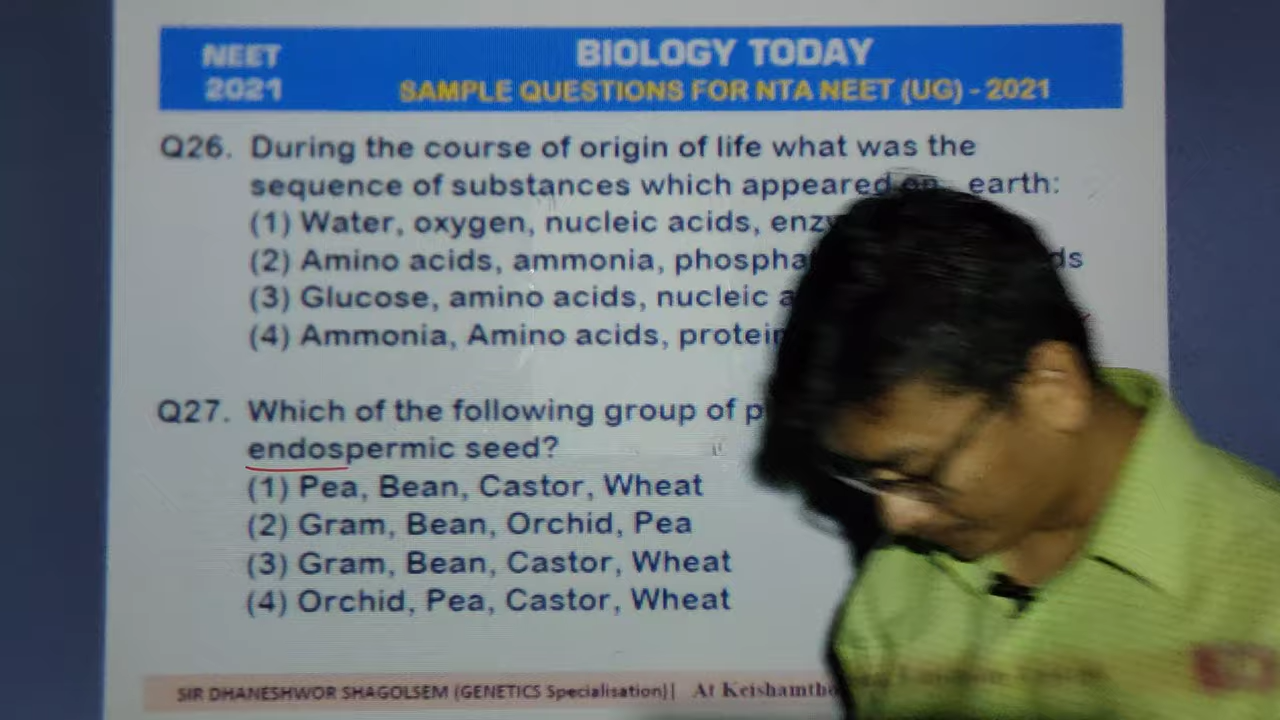 NEET
2021
BIOLOGY TODAY
SAMPLE QUESTIONS FOR NTA NEET (UG) - 2021
Q26. During the course of origin of life what was the
sequence of substances which appeared on earth:
(1) Water, oxygen, nucleic acids,
(2) Amino acids, ammonia,
(3) Glucose, amino acids, nucleic
(4) Ammonia, Amino acids,
Q27. Which of the following group of
endospermic seed?
(1) Pea, Bean, Castor, Wheat
(2) Gram, Bean, Orchid, Pea
(3) Gram, Bean, Castor, Wheat
(4) Orchid, Pea, Castor, Wheat
SIR DHANESHWOR SHAGOLSEM (GENETICS Specialisation)|| At